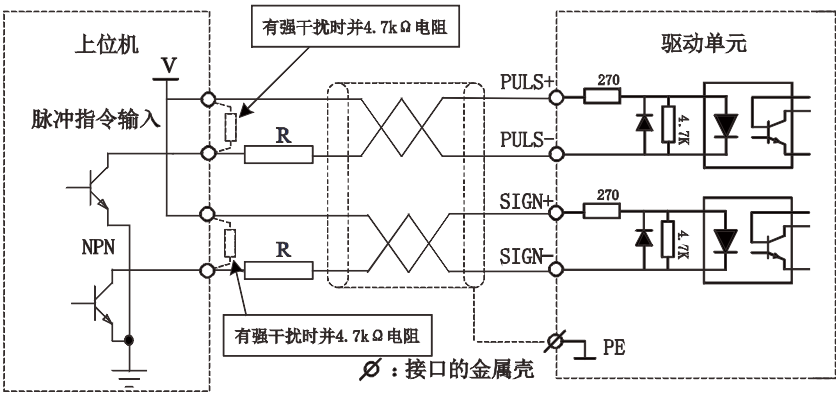 有强干扰时并4.7kΩ电阻
上位机
驱动单元
V
PULS+
270
脉冲指令输入
4.7K
R
PULS-
SIGN+
270
NPN
R
4.7K
SIGN-
有强干扰时并4.7kΩ电阻
PE
Ø:接口的金属壳